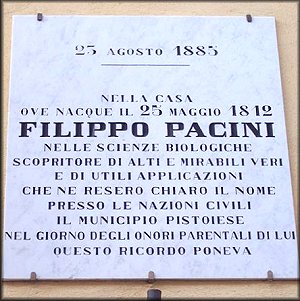 25 AGOSTO 1885
NELLA CASA
OVE NACQUE IL 25 MAGGIO 1812
FILIPPO PACINI
NELLE SCIENZE BIOLOGICHE
SCOPRITORE DI ALTI E MIRABILI VERI
E DI UTILI APPLICAZIONI
CHE NE RESERO CHIARO IL NOME
PRESSO LE NAZIONI CIVILI
IL MUNICIPIO PISTOIESE
NEL GIORNO DEGLI ONORI PARENTALI DI LUI
QUESTO RICORDO PONEVA